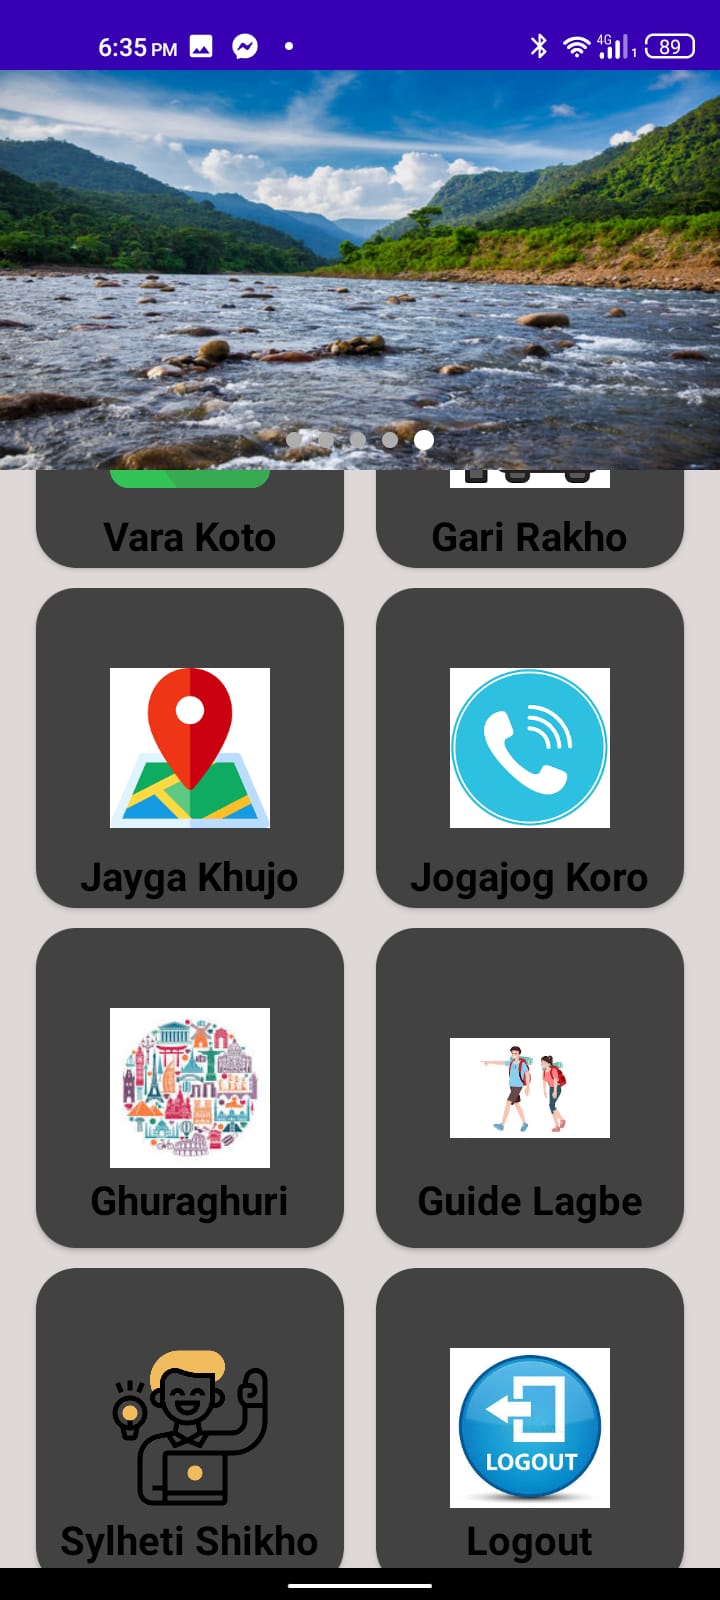 6:35 PM
4G
1
89
Vara Koto
Gari Rakho
Jayga Khujo
Jogajog Koro
Ghuraghuri
Guide Lagbe
LOGOUT
Sylheti Shikho
Logout